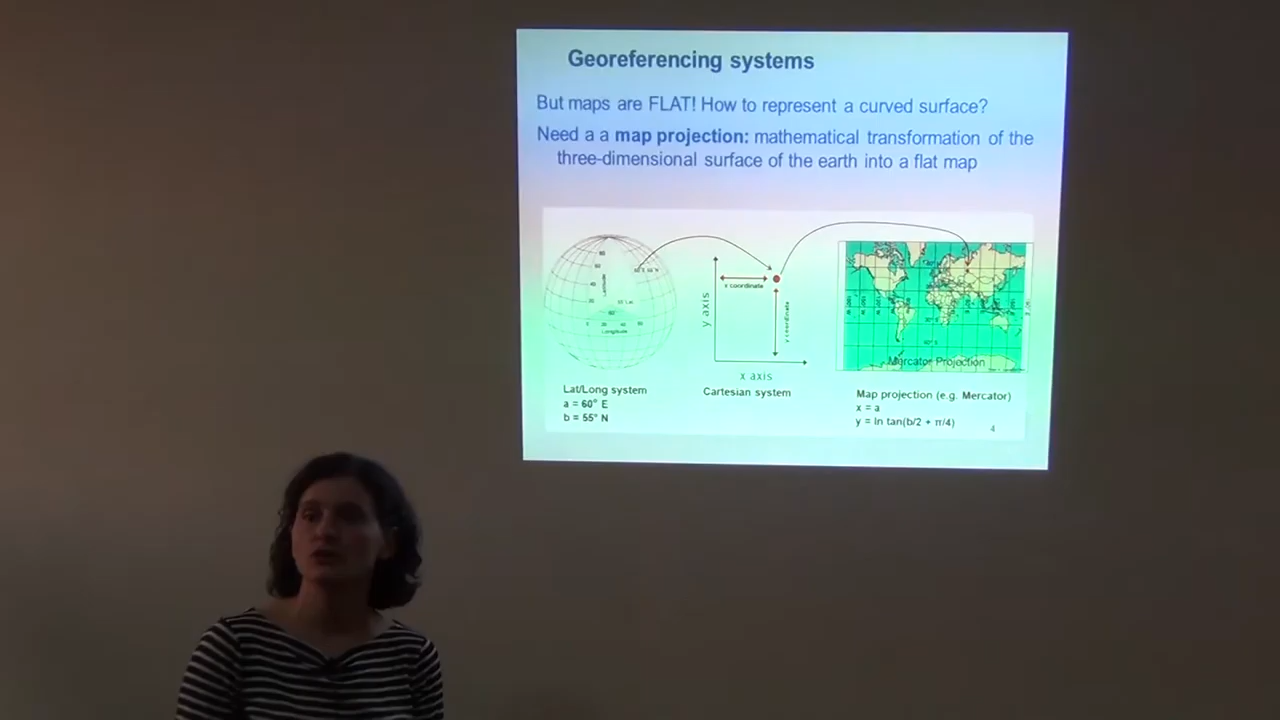 Georeferencing systems
But maps are FLAT! How to represent a curved surface?
Need a a map projection: mathematical transformation of the
three-dimensional surface of the earth into a flat map
Latitude
Longitude
y axis
x coordinate
y coordinate
x axis
Mercator Projection
Lat/Long system
a = 60° E
b = 55° N
Cartesian system
Map projection (e.g. Mercator)
x = a
y = ln tan(b/2 + π/4)
4